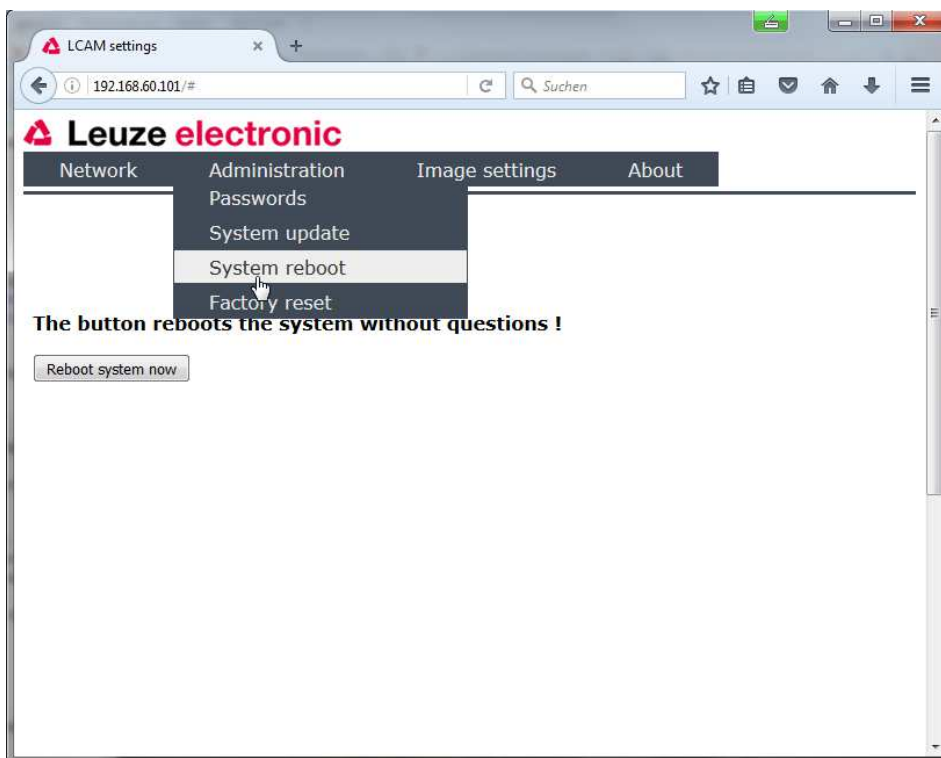 LCAM settings
192.168.60.101/#
Suchen
Leuze electronic
Network Administration Image settings About
Passwords
System update
System reboot
Factory reset
The button reboots the system without questions !
Reboot system now